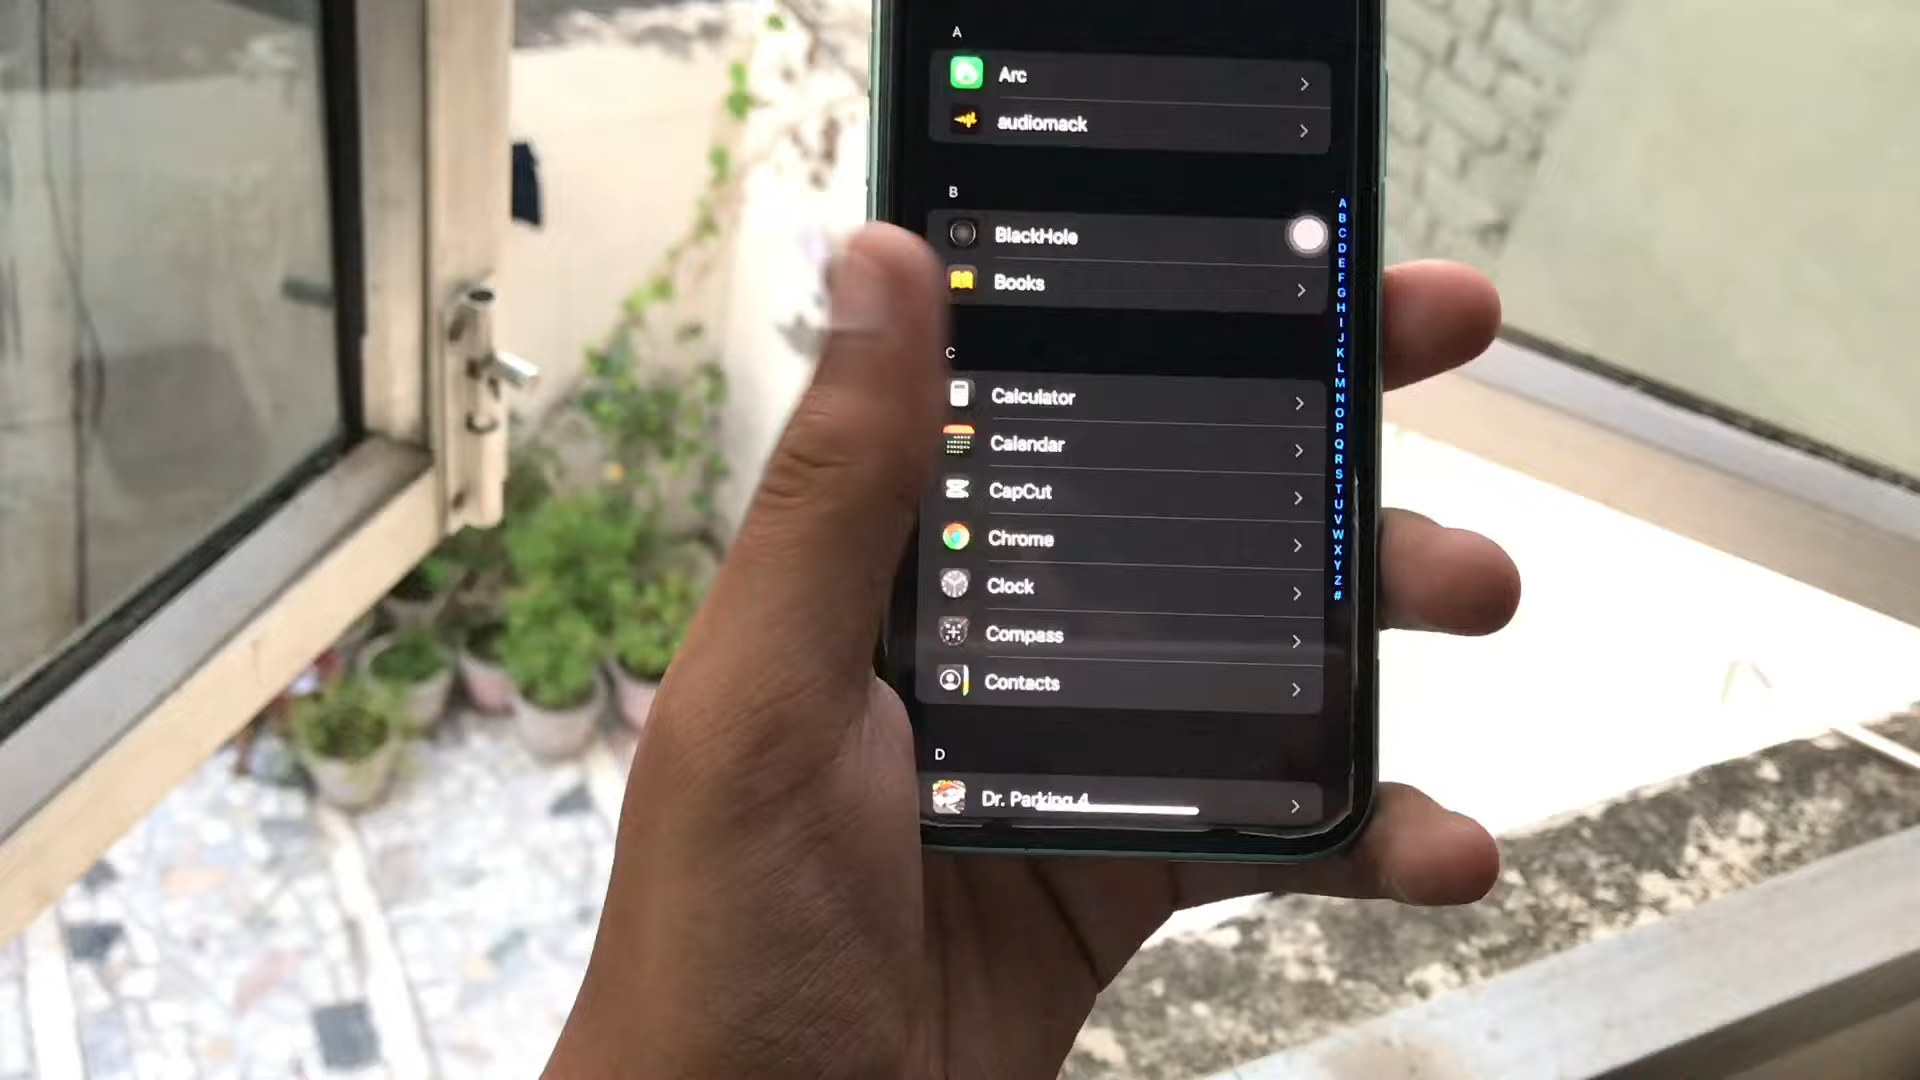 A
Arc
audiomack
B
BlackHole
Books
C
Calculator
Calendar
CapCut
Chrome
Clock
Compass
Contacts
D
Dr. Parking 4
A
B
C
D
E
F
G
H
I
J
K
L
M
N
O
P
Q
R
S
T
U
V
W
X
Y
Z
#